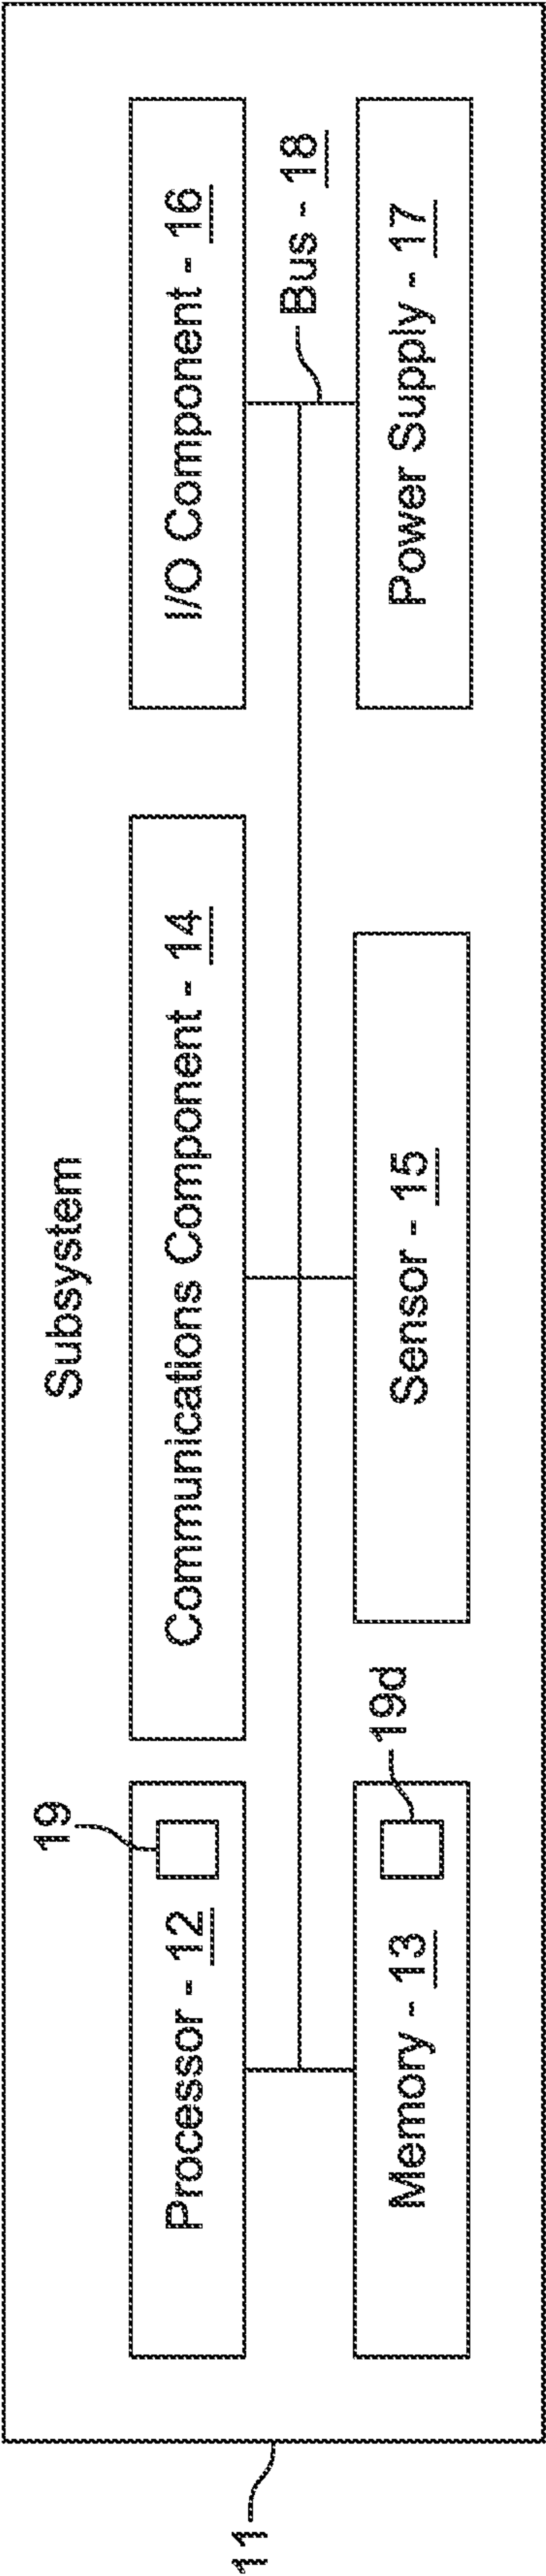 Subsystem
19
Processor - 12
Communications Component - 14
I/O Component - 16
Bus - 18
19d
Memory - 13
Sensor - 15
Power Supply - 17
11